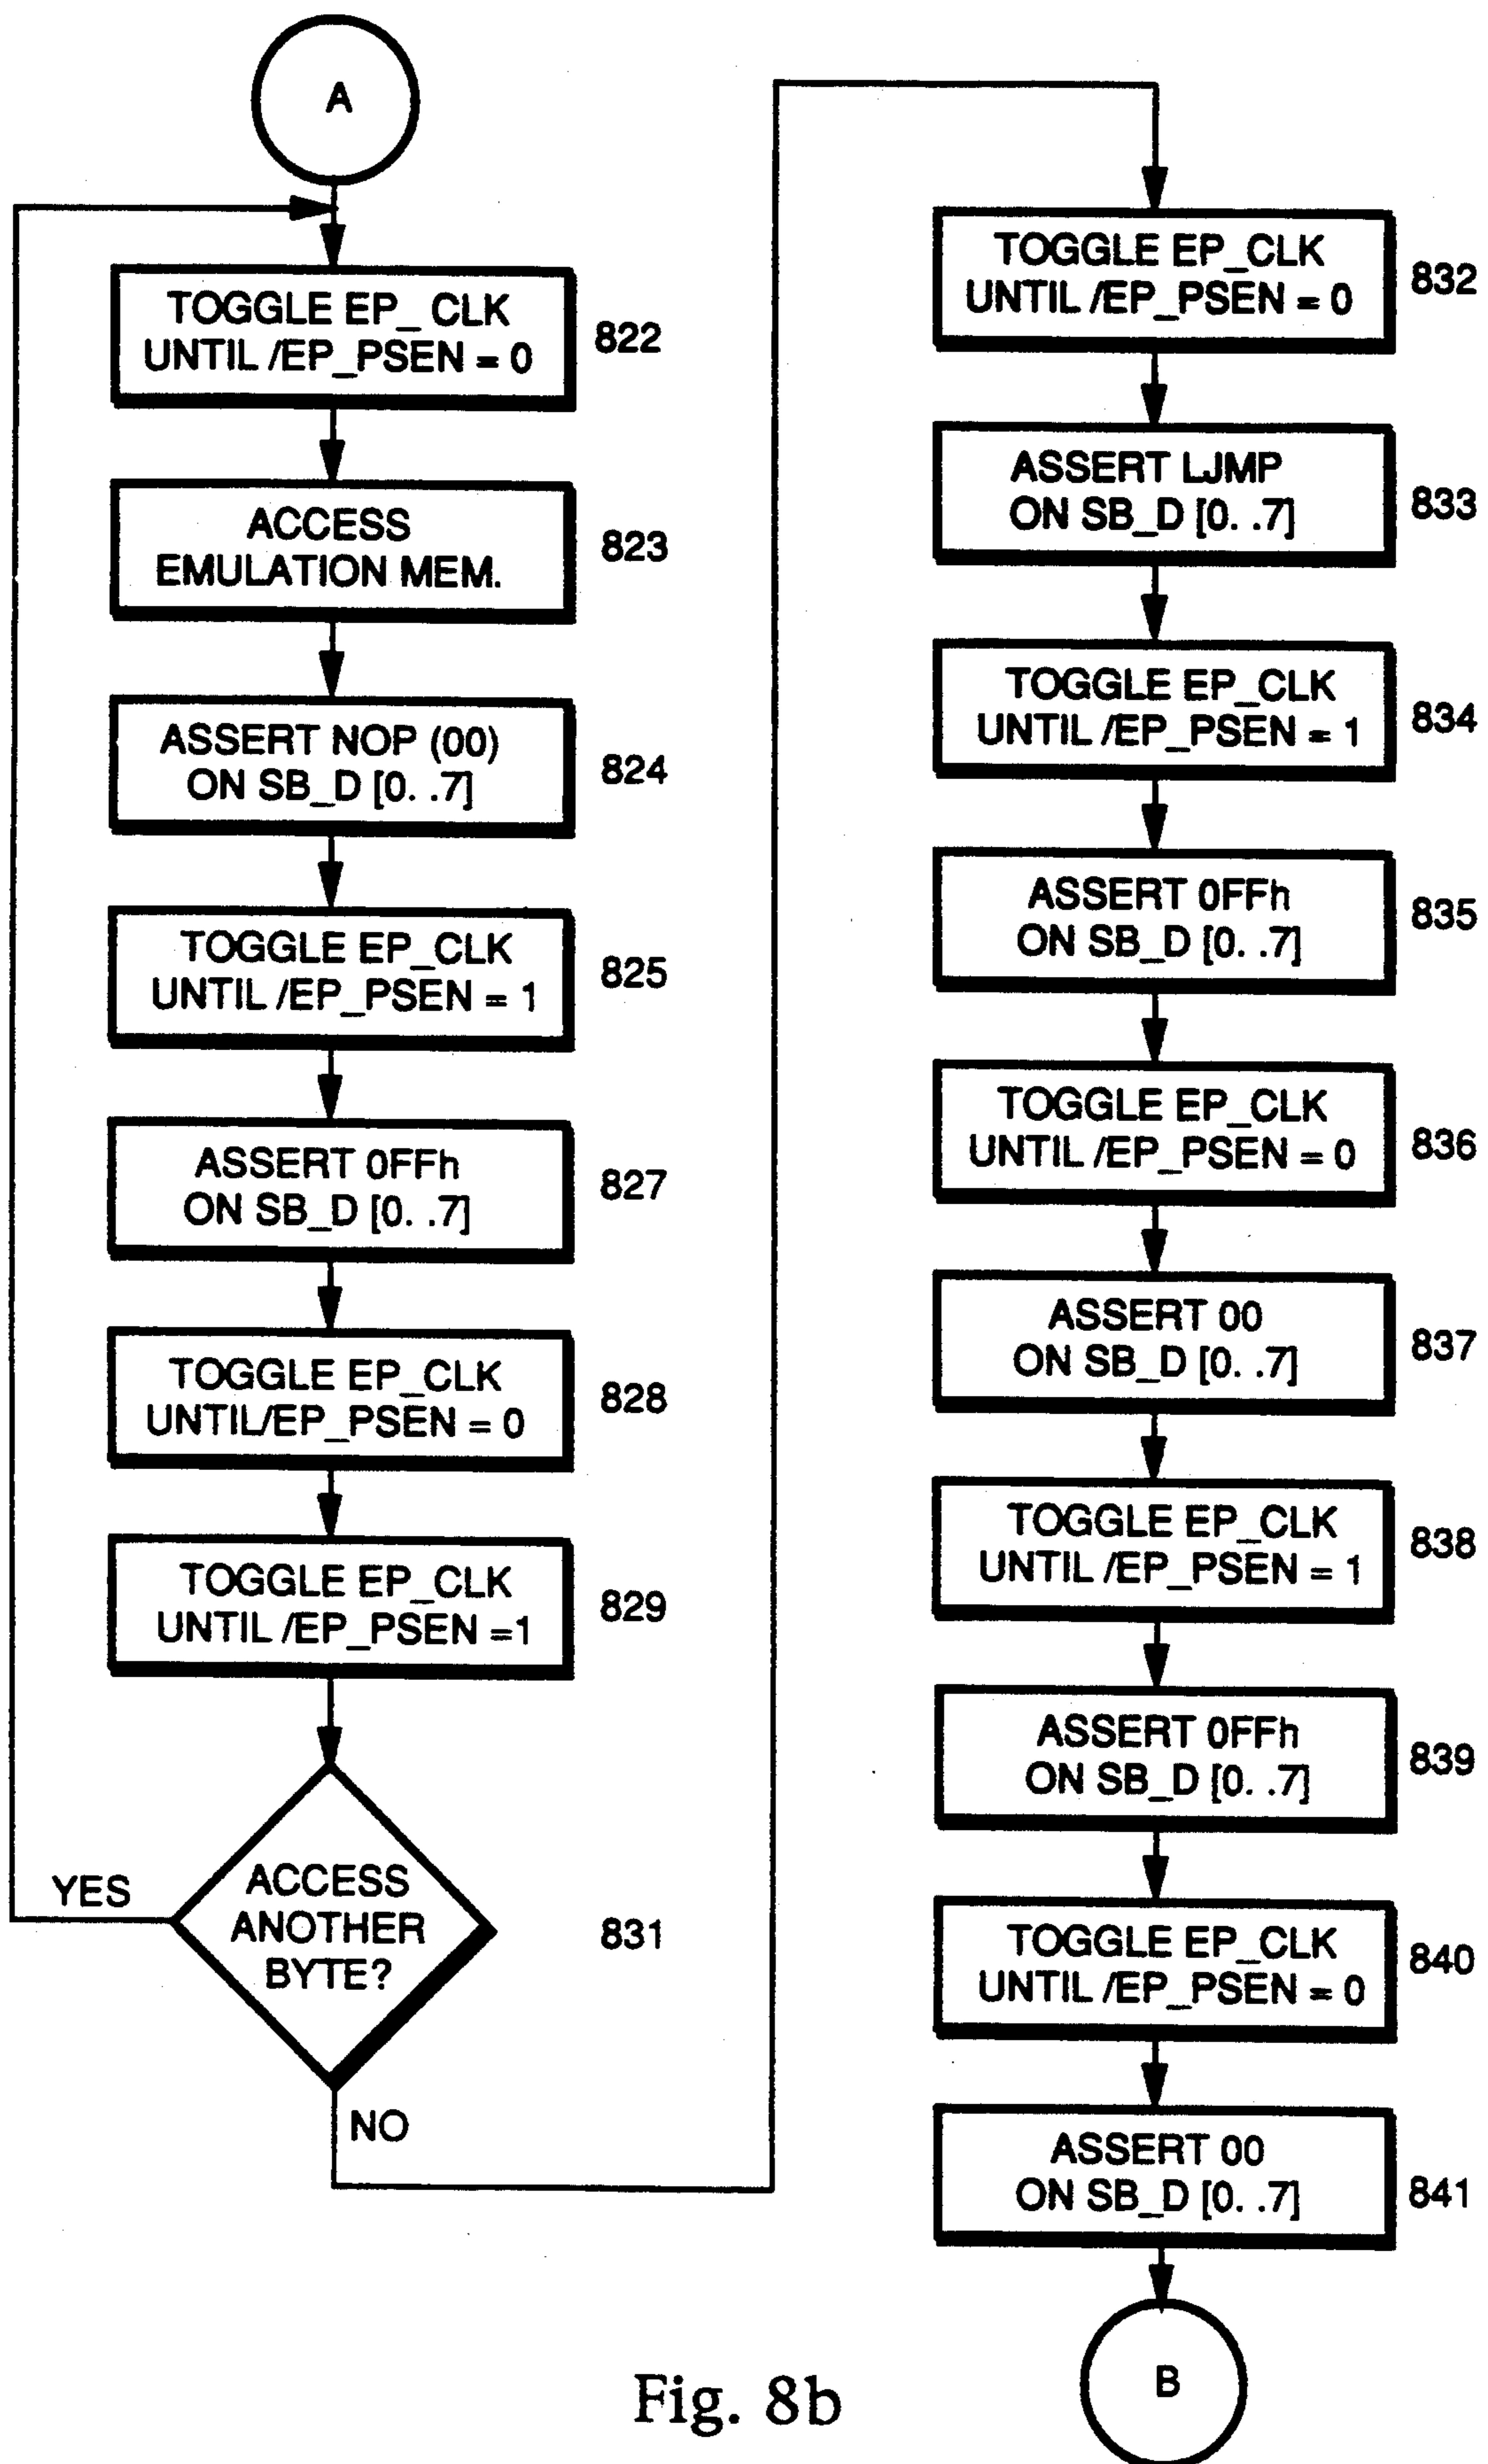 A
TOGGLE EP_ CLK
UNTIL /EP_PSEN = 0
822
ACCESS
EMULATION MEM.
823
ASSERT NOP (00)
ON SB_D [0. .7]
824
TOGGLE EP_CLK
UNTIL /EP_PSEN = 1
825
ASSERT 0FFh
ON SB_D [0. .7]
827
TOGGLE EP_CLK
UNTIL/EP_PSEN = 0
828
TOGGLE EP_CLK
UNTIL /EP_PSEN =1
829
ACCESS
ANOTHER
BYTE?
831
YES
NO
TOGGLE EP_CLK
UNTIL /EP_PSEN = 0
832
ASSERT LJMP
ON SB_D [0. .7]
833
TOGGLE EP_CLK
UNTIL /EP_PSEN = 1
834
ASSERT 0FFh
ON SB_D [0. .7]
835
TOGGLE EP_CLK
UNTIL /EP_PSEN = 0
836
ASSERT 00
ON SB_D [0. .7]
837
TOGGLE EP_CLK
UNTIL /EP_PSEN = 1
838
ASSERT 0FFh
ON SB_D [0. .7]
839
TOGGLE EP_CLK
UNTIL /EP_PSEN = 0
840
ASSERT 00
ON SB_D [0. .7]
841
B
Fig. 8b